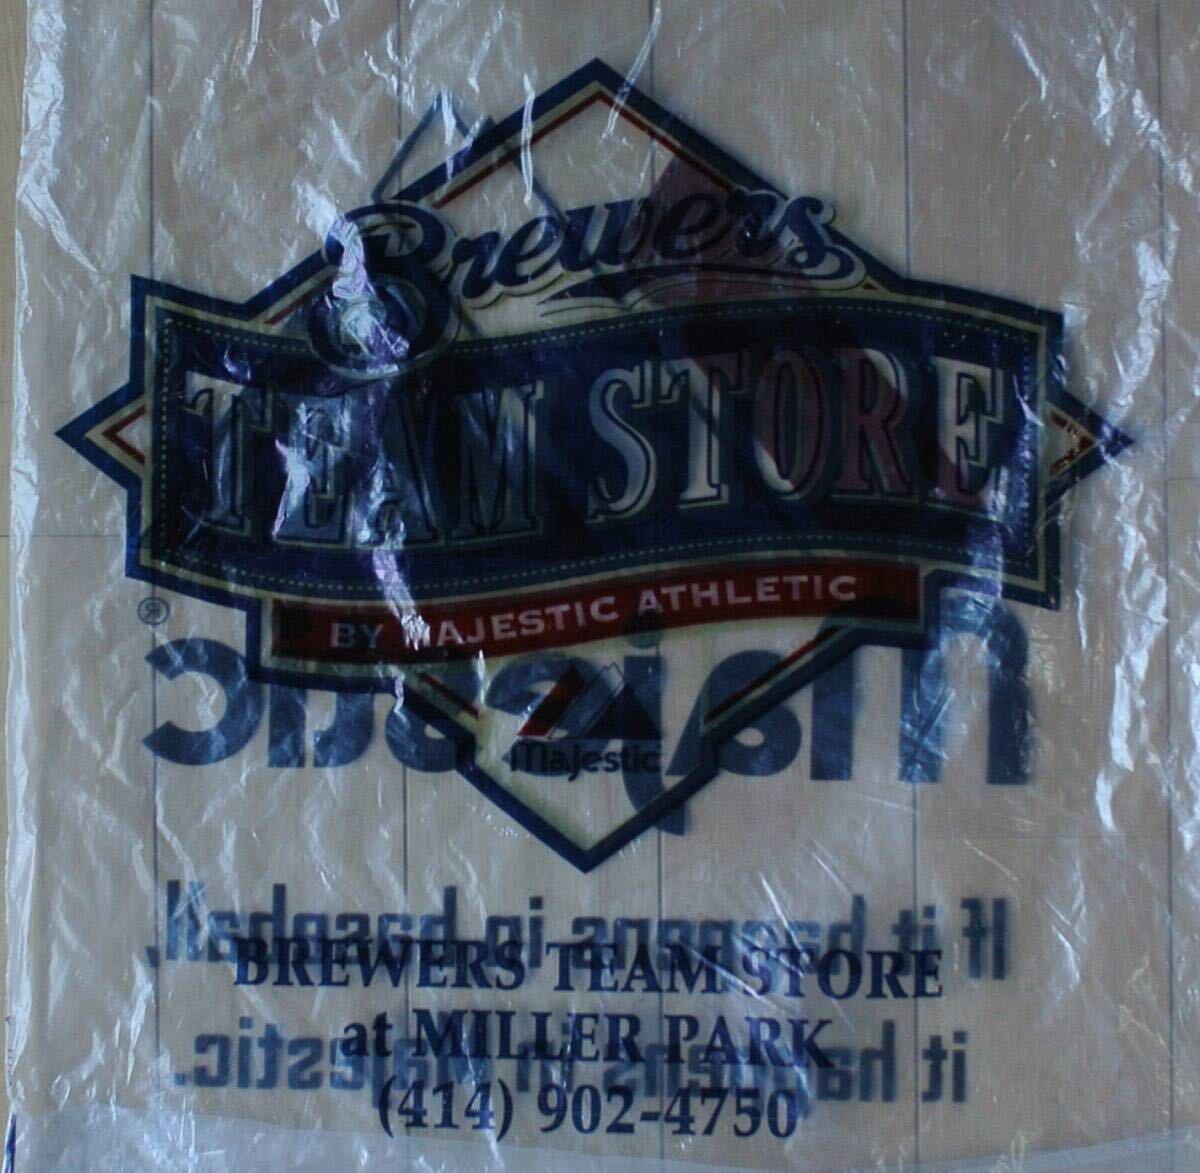 Brewers
TEAM STORE
BY MAJESTIC ATHLETIC
®
Majestic
Majestic
If it happens in baseball,
BREWERS TEAM STORE
at MILLER PARK
it happens in Majestic.
(414) 902-4750